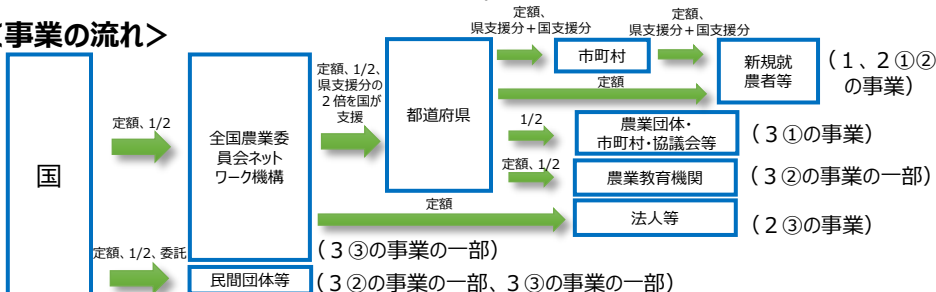 事業の流れ>
定額、
県支援分+国支援分
定額、
県支援分+国支援分
市町村
新規就
農者等
(1、2①②
の事業)
定額
国
定額、1/2
全国農業委
員会ネット
ワーク機構
定額、1/2、
県支援分の
2倍を国が
支援
都道府県
1/2
農業団体・
市町村・協議会等
(3①の事業)
定額、1/2
農業教育機関
(3②の事業の一部)
定額
法人等
(2③の事業)
(3③の事業の一部)
定額、1/2、委託
民間団体等
(3②の事業の一部、3③の事業の一部)